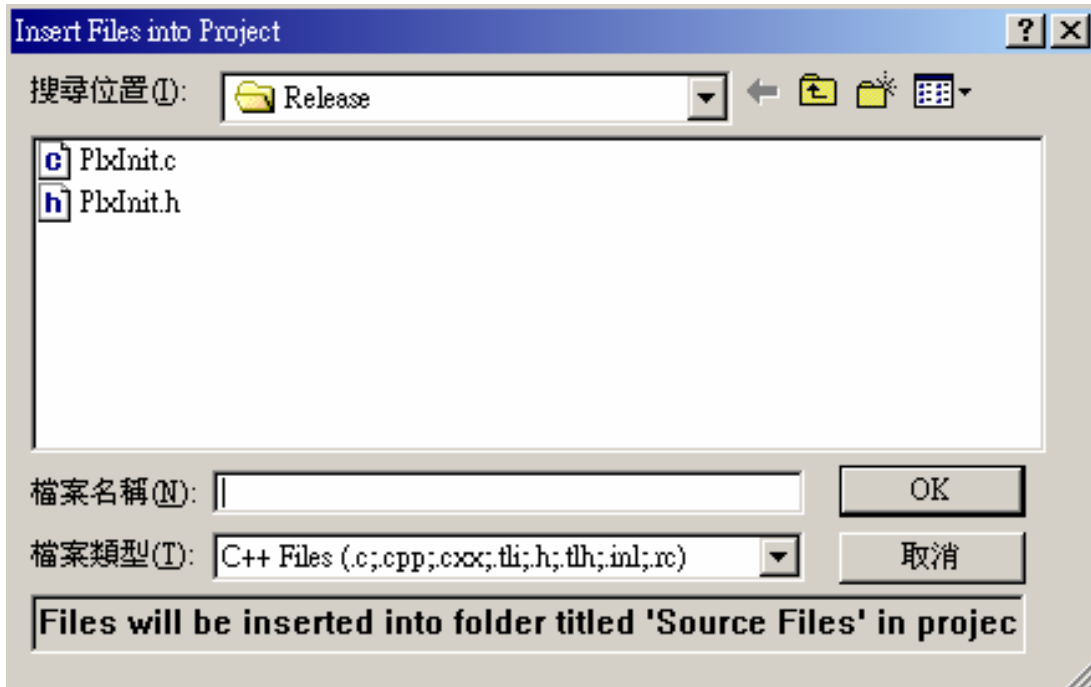 Insert Files into Project
搜尋位置(I): Release
PlxInit.c
PlxInit.h
檔案名稱(N): OK
檔案類型(T): C++ Files (.c;.cpp;.cxx;.tli;.h;.tlh;.inl;.rc) 取消
Files will be inserted into folder titled 'Source Files' in projec